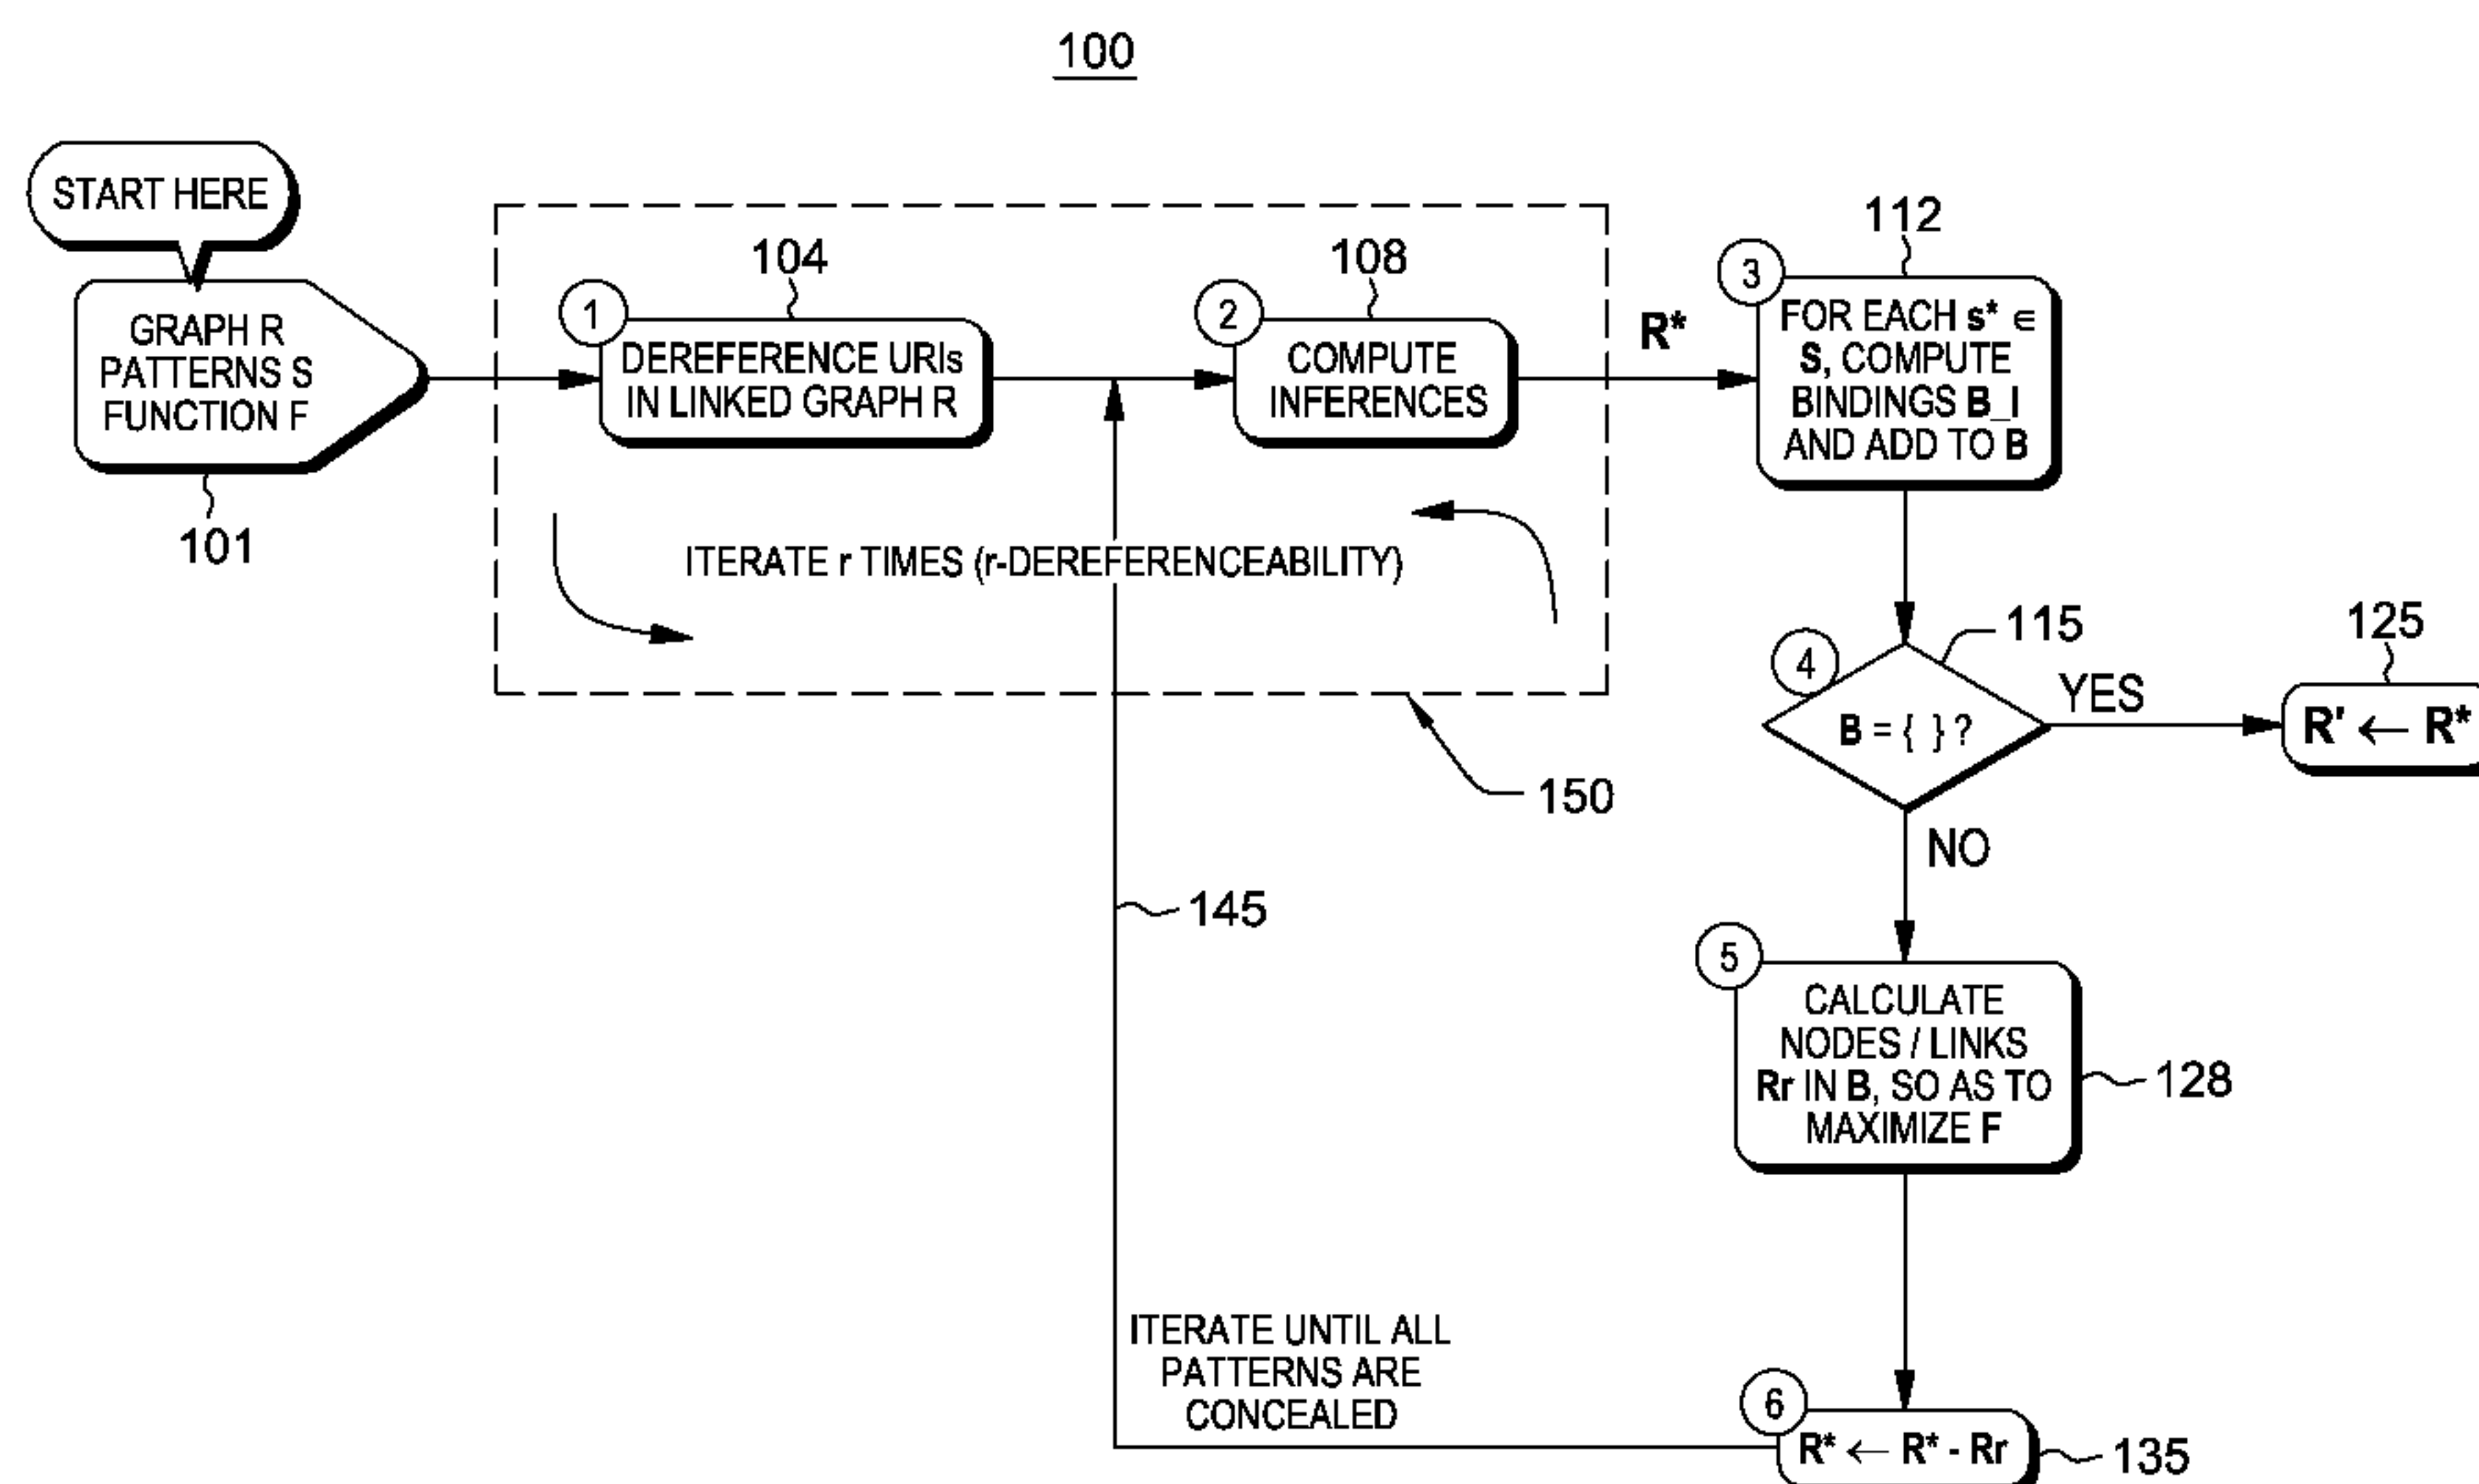 100
START HERE
GRAPH R
PATTERNS S
FUNCTION F
101
1
104
DEREFERENCE URIs
IN LINKED GRAPH R
2
108
COMPUTE
INFERENCES
ITERATE r TIMES (r-DEREFERENCEABILITY)
150
R*
3
112
FOR EACH s* ∈
S, COMPUTE
BINDINGS B_I
AND ADD TO B
4
115
B = { } ?
YES
125
R' ← R*
NO
5
CALCULATE
NODES / LINKS
Rr IN B, SO AS TO
MAXIMIZE F
128
6
R* ← R* - Rr
135
145
ITERATE UNTIL ALL
PATTERNS ARE
CONCEALED